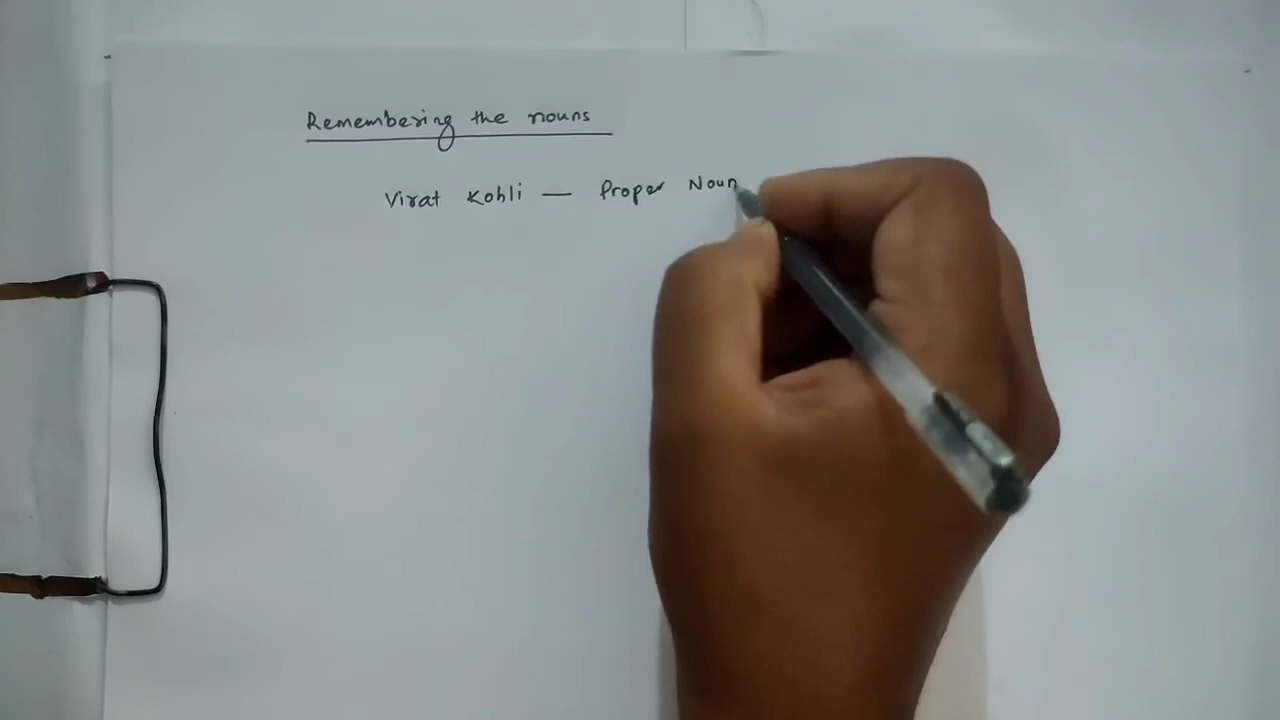 Remembering the nouns
Virat Kohli — Proper Noun